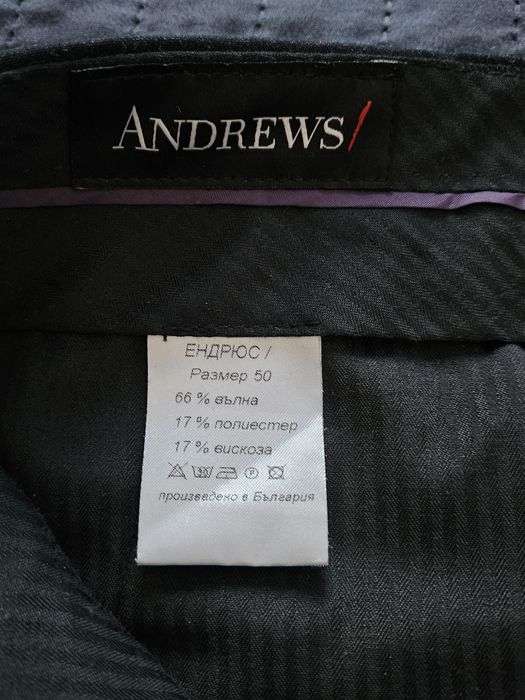 ANDREWS/
ЕНДРЮС /
Размер 50
66 % вълна
17 % полиестер
17 % вискоза
P
произведено в България